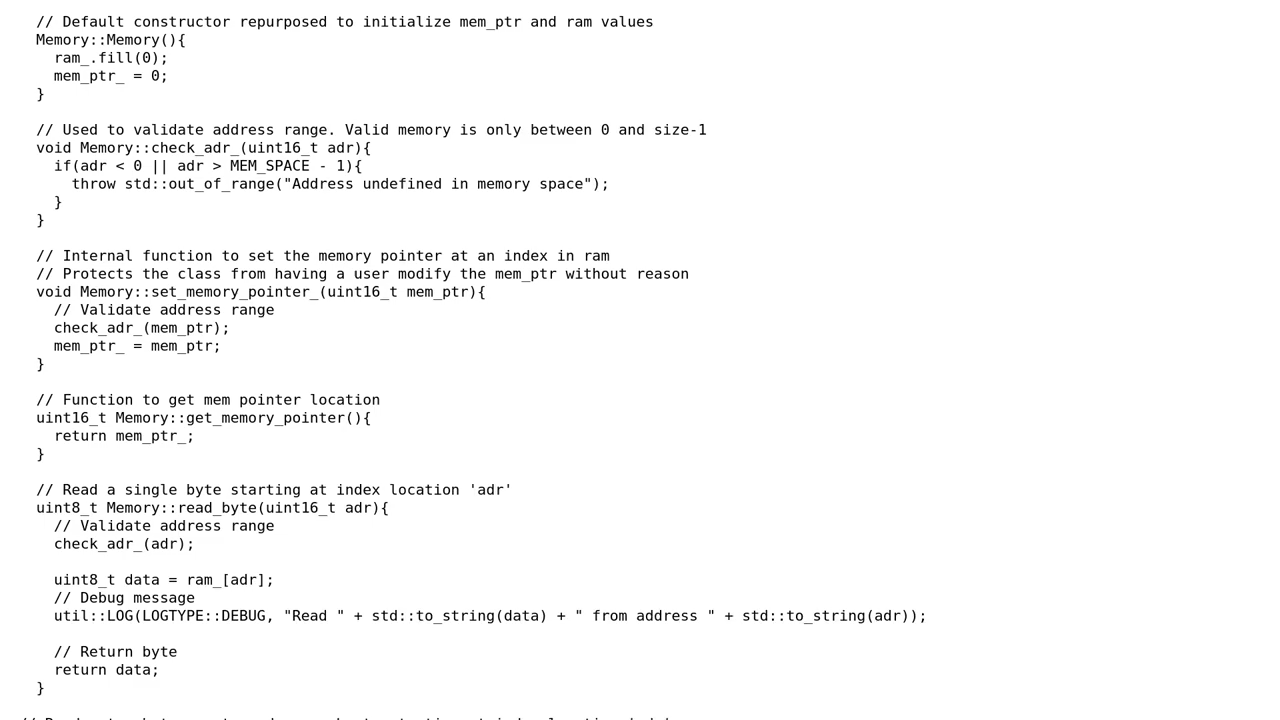 // Default constructor repurposed to initialize mem_ptr and ram values
Memory::Memory(){
  ram_.fill(0);
  mem_ptr_ = 0;
}

// Used to validate address range. Valid memory is only between 0 and size-1
void Memory::check_adr_(uint16_t adr){
  if(adr < 0 || adr > MEM_SPACE - 1){
    throw std::out_of_range("Address undefined in memory space");
  }
}

// Internal function to set the memory pointer at an index in ram
// Protects the class from having a user modify the mem_ptr without reason
void Memory::set_memory_pointer_(uint16_t mem_ptr){
  // Validate address range
  check_adr_(mem_ptr);
  mem_ptr_ = mem_ptr;
}

// Function to get mem pointer location
uint16_t Memory::get_memory_pointer(){
  return mem_ptr_;
}

// Read a single byte starting at index location 'adr'
uint8_t Memory::read_byte(uint16_t adr){
  // Validate address range
  check_adr_(adr);

  uint8_t data = ram_[adr];
  // Debug message
  util::LOG(LOGTYPE::DEBUG, "Read " + std::to_string(data) + " from address " + std::to_string(adr));

  // Return byte
  return data;
}